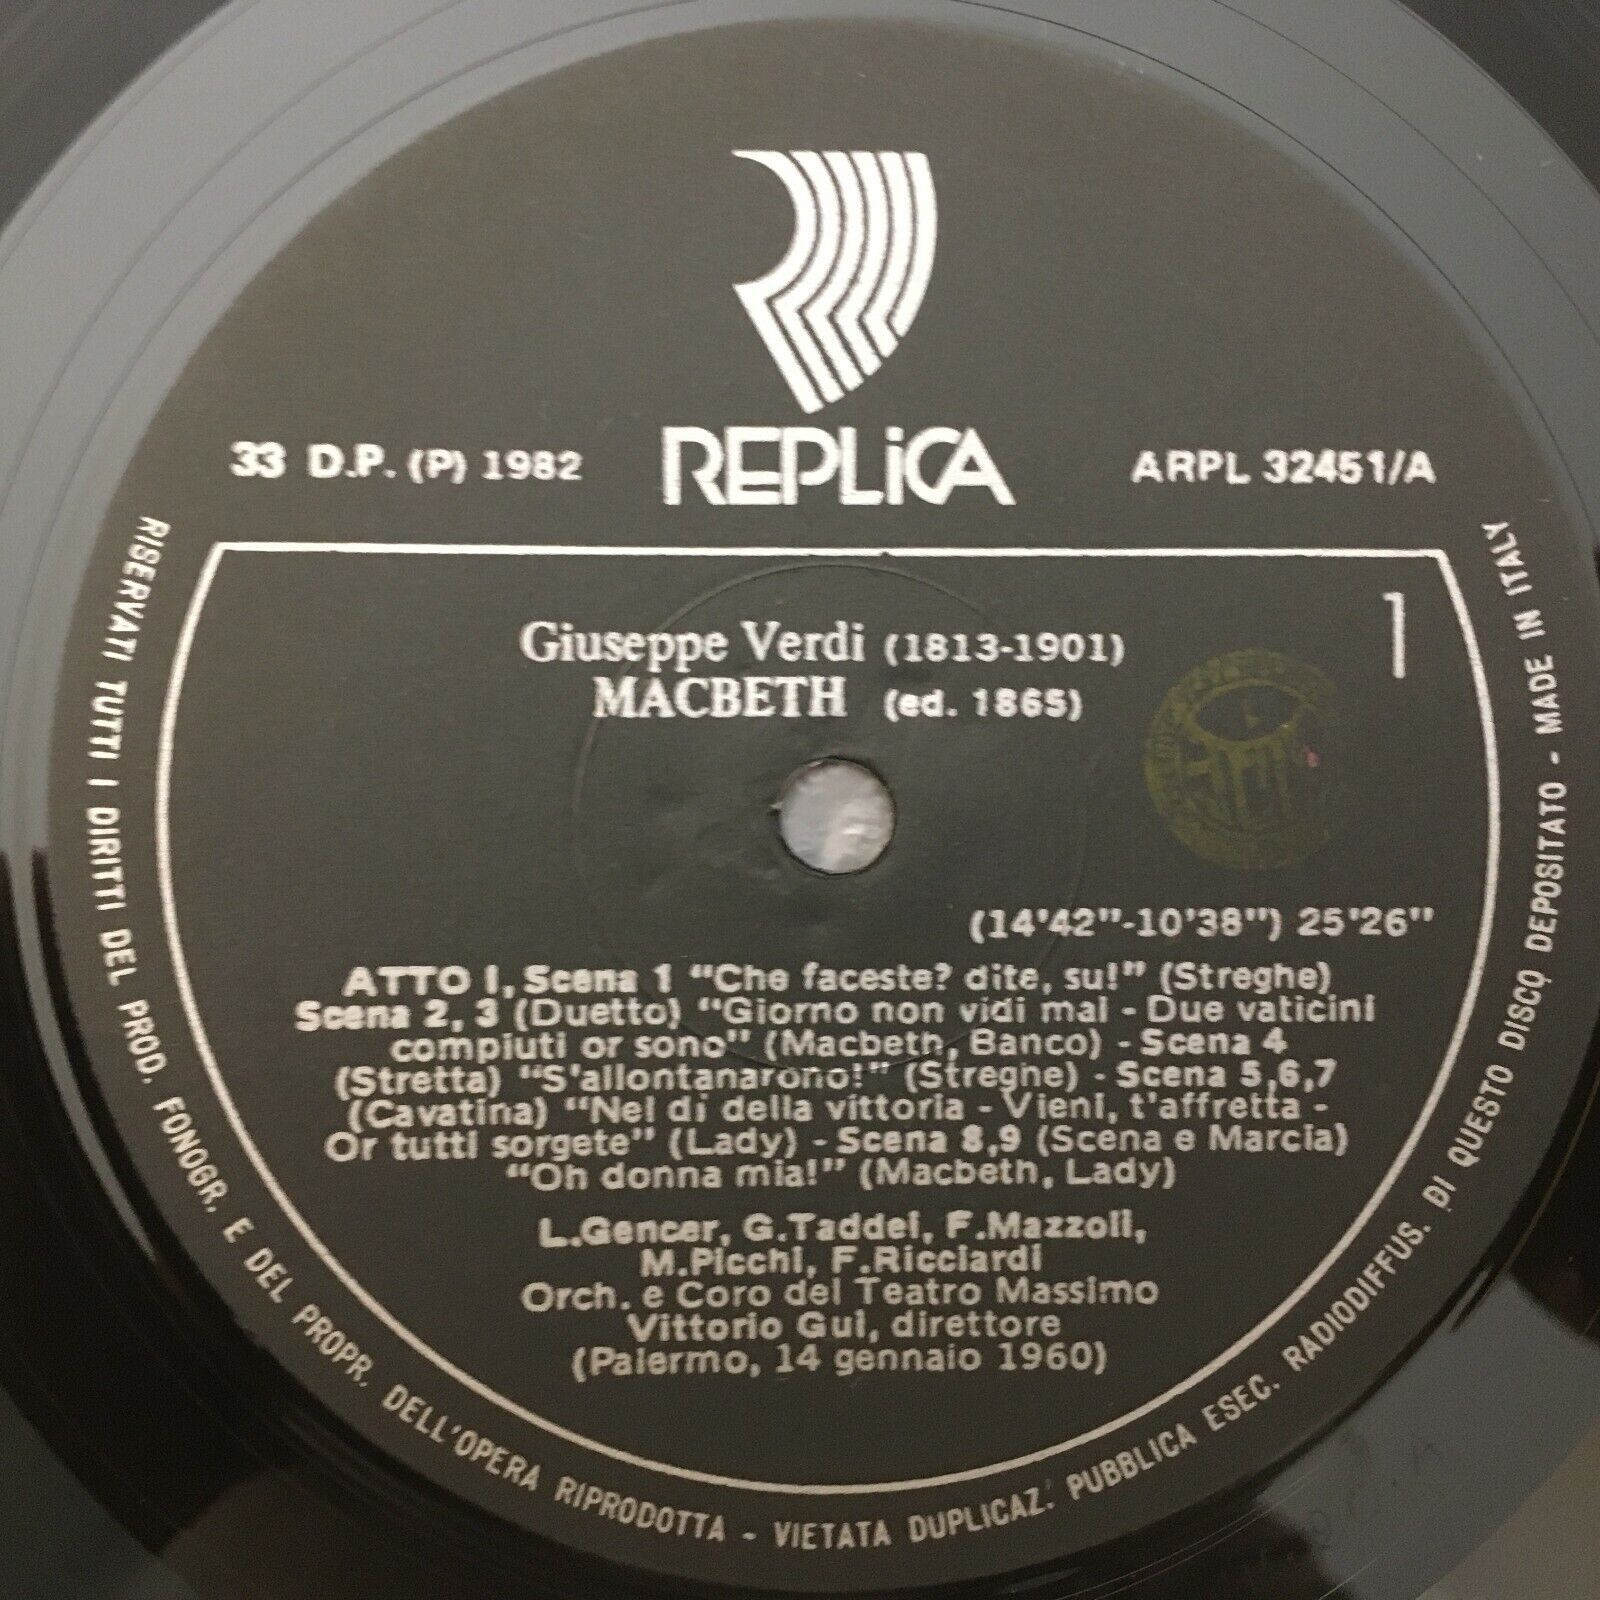 REPLiCA
33 D.P. (P) 1982
ARPL 32451/A
1
Giuseppe Verdi (1813-1901)
MACBETH (ed. 1865)
(14'42"-10'38") 25'26"
ATTO I, Scena 1 "Che faceste? dite, su!" (Streghe)
Scena 2, 3 (Duetto) "Giorno non vidi mai - Due vaticini
compiuti or sono" (Macbeth, Banco) - Scena 4
(Stretta) "S'allontanarono!" (Streghe) - Scena 5,6,7
(Cavatina) "Nel dì della vittoria - Vieni, t'affretta -
Or tutti sorgete" (Lady) - Scena 8,9 (Scena e Marcia)
"Oh donna mia!" (Macbeth, Lady)
L.Gencer, G.Taddei, F.Mazzoli,
M.Picchi, F.Ricciardi
Orch. e Coro del Teatro Massimo
Vittorio Gui, direttore
(Palermo, 14 gennaio 1960)
RISERVATI TUTTI I DIRITTI DEL PROD. FONOGR. E DEL PROPR. DELL'OPERA RIPRODOTTA - VIETATA DUPLICAZ. PUBBLICA ESEC. RADIODIFFUS. DI QUESTO DISCO DEPOSITATO - MADE IN ITALY